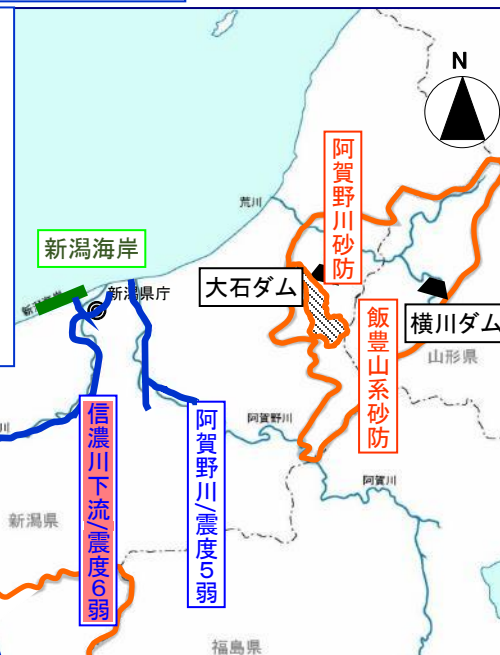 N
阿賀野川砂防
荒川
新潟海岸
新潟県庁
大石ダム
飯豊山系砂防
横川ダム
山形県
信濃川下流/震度6弱
阿賀野川/震度5弱
阿賀野川
阿賀川
新潟県
福島県